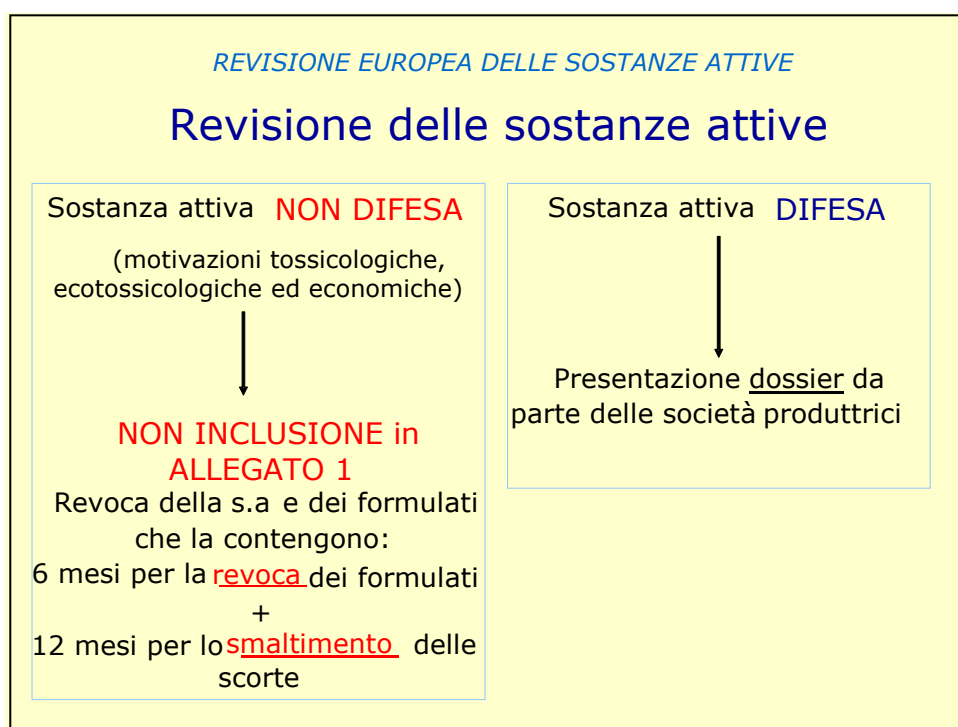 REVISIONE EUROPEA DELLE SOSTANZE ATTIVE
Revisione delle sostanze attive
Sostanza attiva NON DIFESA
(motivazioni tossicologiche,
ecotossicologiche ed economiche)
NON INCLUSIONE in
ALLEGATO 1
Revoca della s.a e dei formulati
che la contengono:
6 mesi per la revoca dei formulati
+
12 mesi per lo smaltimento delle
scorte
Sostanza attiva DIFESA
Presentazione dossier da
parte delle società produttrici